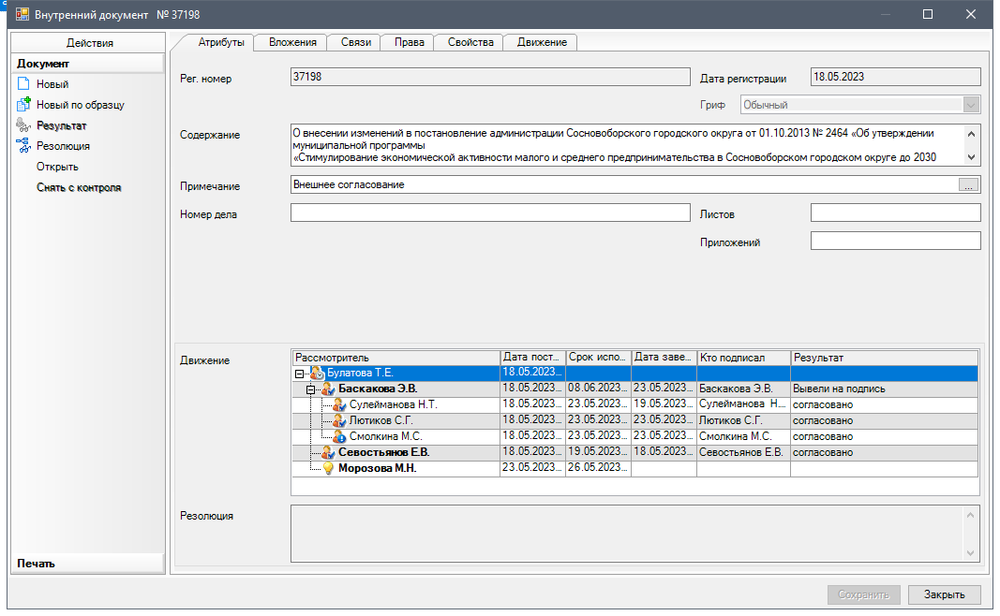 Внутренний документ № 37198
Действия
Документ
Новый
Новый по образцу
Результат
Резолюция
Открыть
Снять с контроля
Печать
Атрибуты Вложения Связи Права Свойства Движение
Рег. номер 37198 Дата регистрации 18.05.2023
Гриф Обычный
Содержание
О внесении изменений в постановление администрации Сосновоборского городского округа от 01.10.2013 № 2464 «Об утверждении
муниципальной программы
«Стимулирование экономической активности малого и среднего предпринимательства в Сосновоборском городском округе до 2030
Примечание Внешнее согласование ...
Номер дела Листов
Приложений
Движение
Рассмотритель Дата пост... Срок испо... Дата заве... Кто подписал Результат
Булатова Т.Е. 18.05.2023...
Баскакова Э.В. 18.05.2023... 08.06.2023... 23.05.2023... Баскакова Э.В. Вывели на подпись
Сулейманова Н.Т. 18.05.2023... 23.05.2023... 19.05.2023... Сулейманова Н... согласовано
Лютиков С.Г. 18.05.2023... 23.05.2023... 23.05.2023... Лютиков С.Г. согласовано
Смолкина М.С. 18.05.2023... 23.05.2023... 23.05.2023... Смолкина М.С. согласовано
Севостьянов Е.В. 18.05.2023... 19.05.2023... 18.05.2023... Севостьянов Е.В. согласовано
Морозова М.Н. 23.05.2023... 26.05.2023...
Резолюция
Сохранить Закрыть